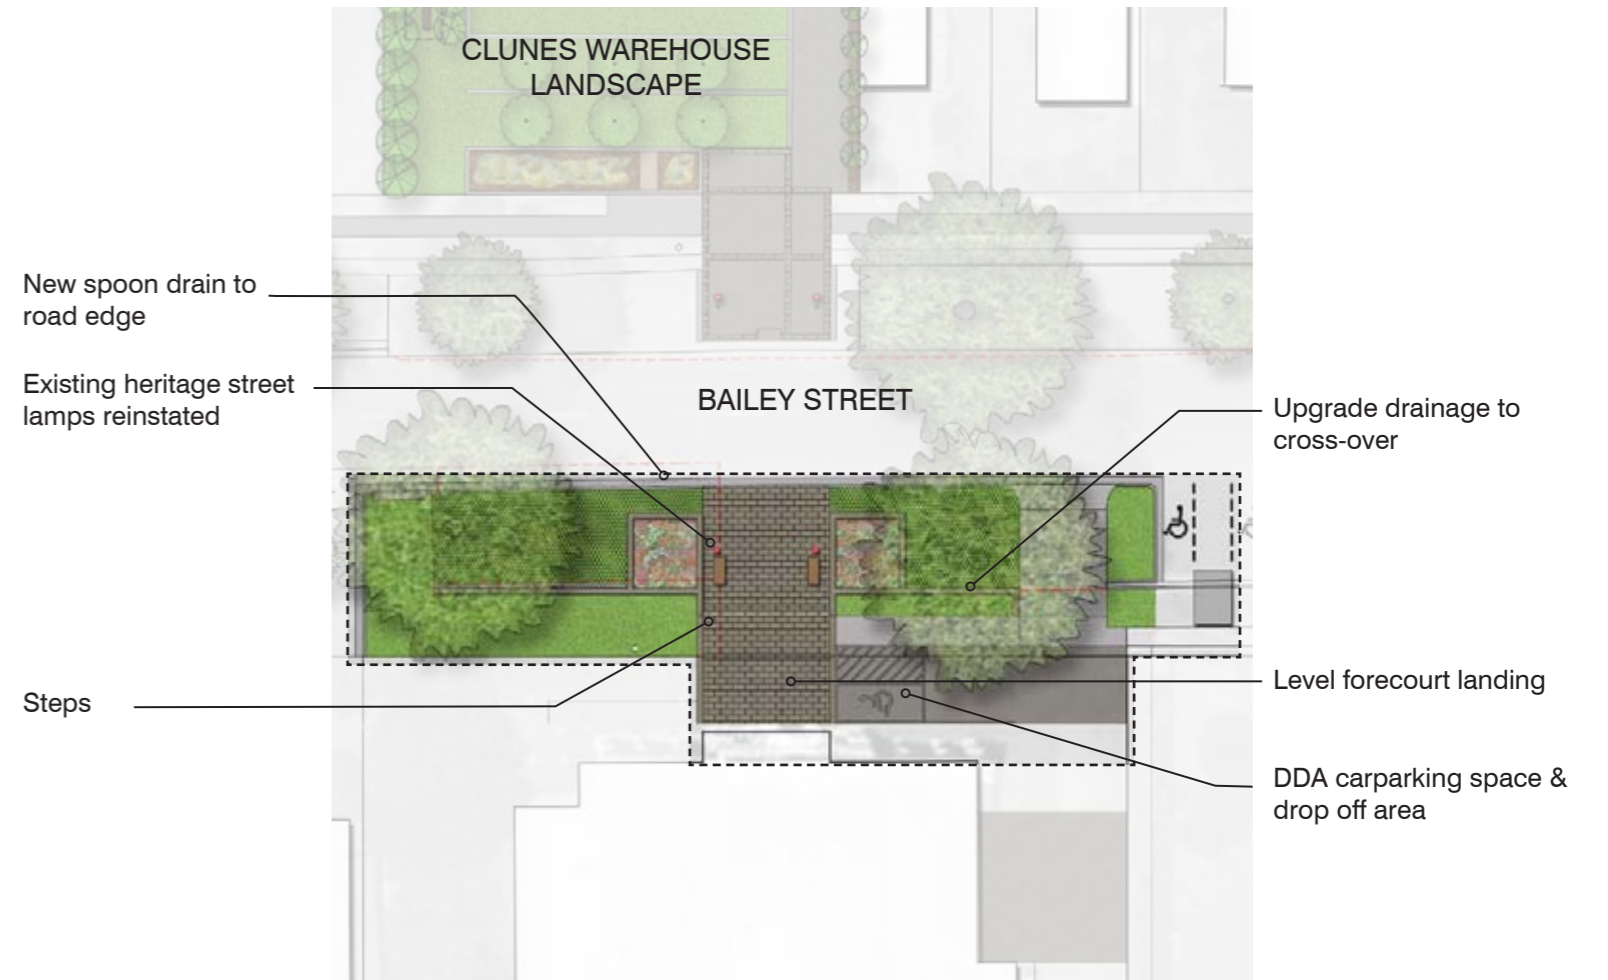 CLUNES WAREHOUSE
LANDSCAPE
New spoon drain to
road edge
Existing heritage street
lamps reinstated
BAILEY STREET
Upgrade drainage to
cross-over
Steps
Level forecourt landing
DDA carparking space &
drop off area